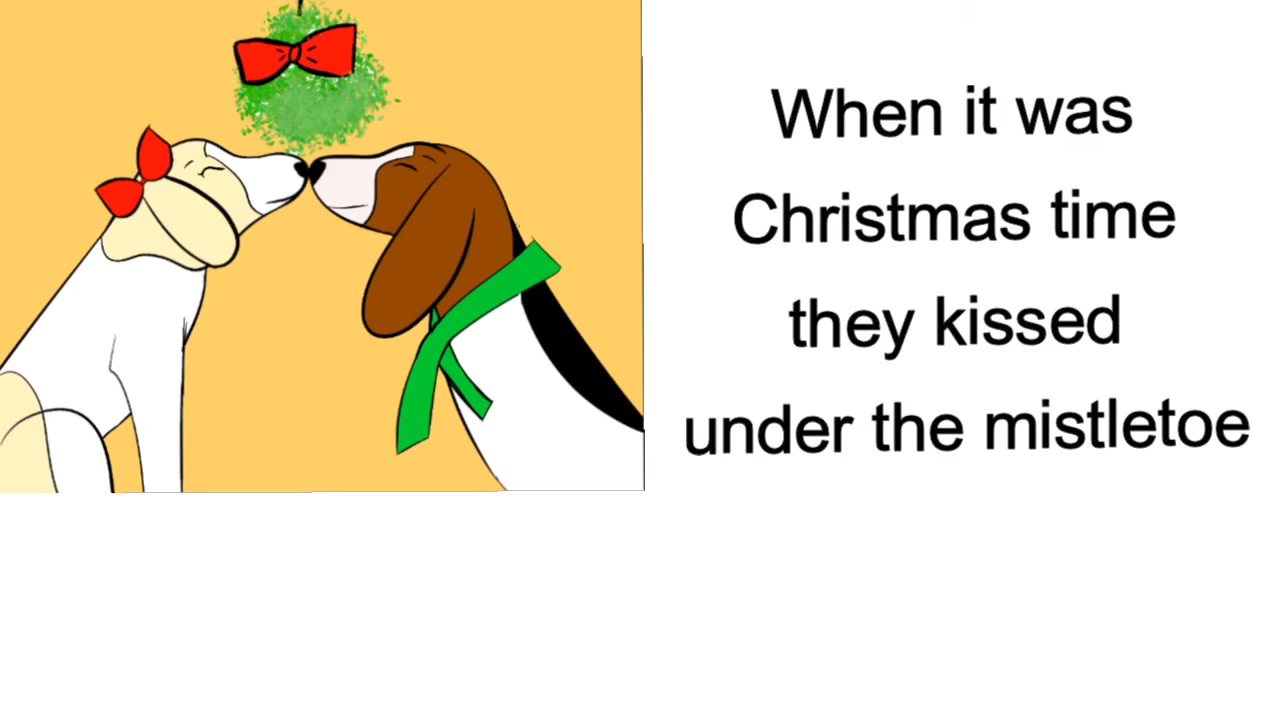 When it was
Christmas time
they kissed
under the mistletoe